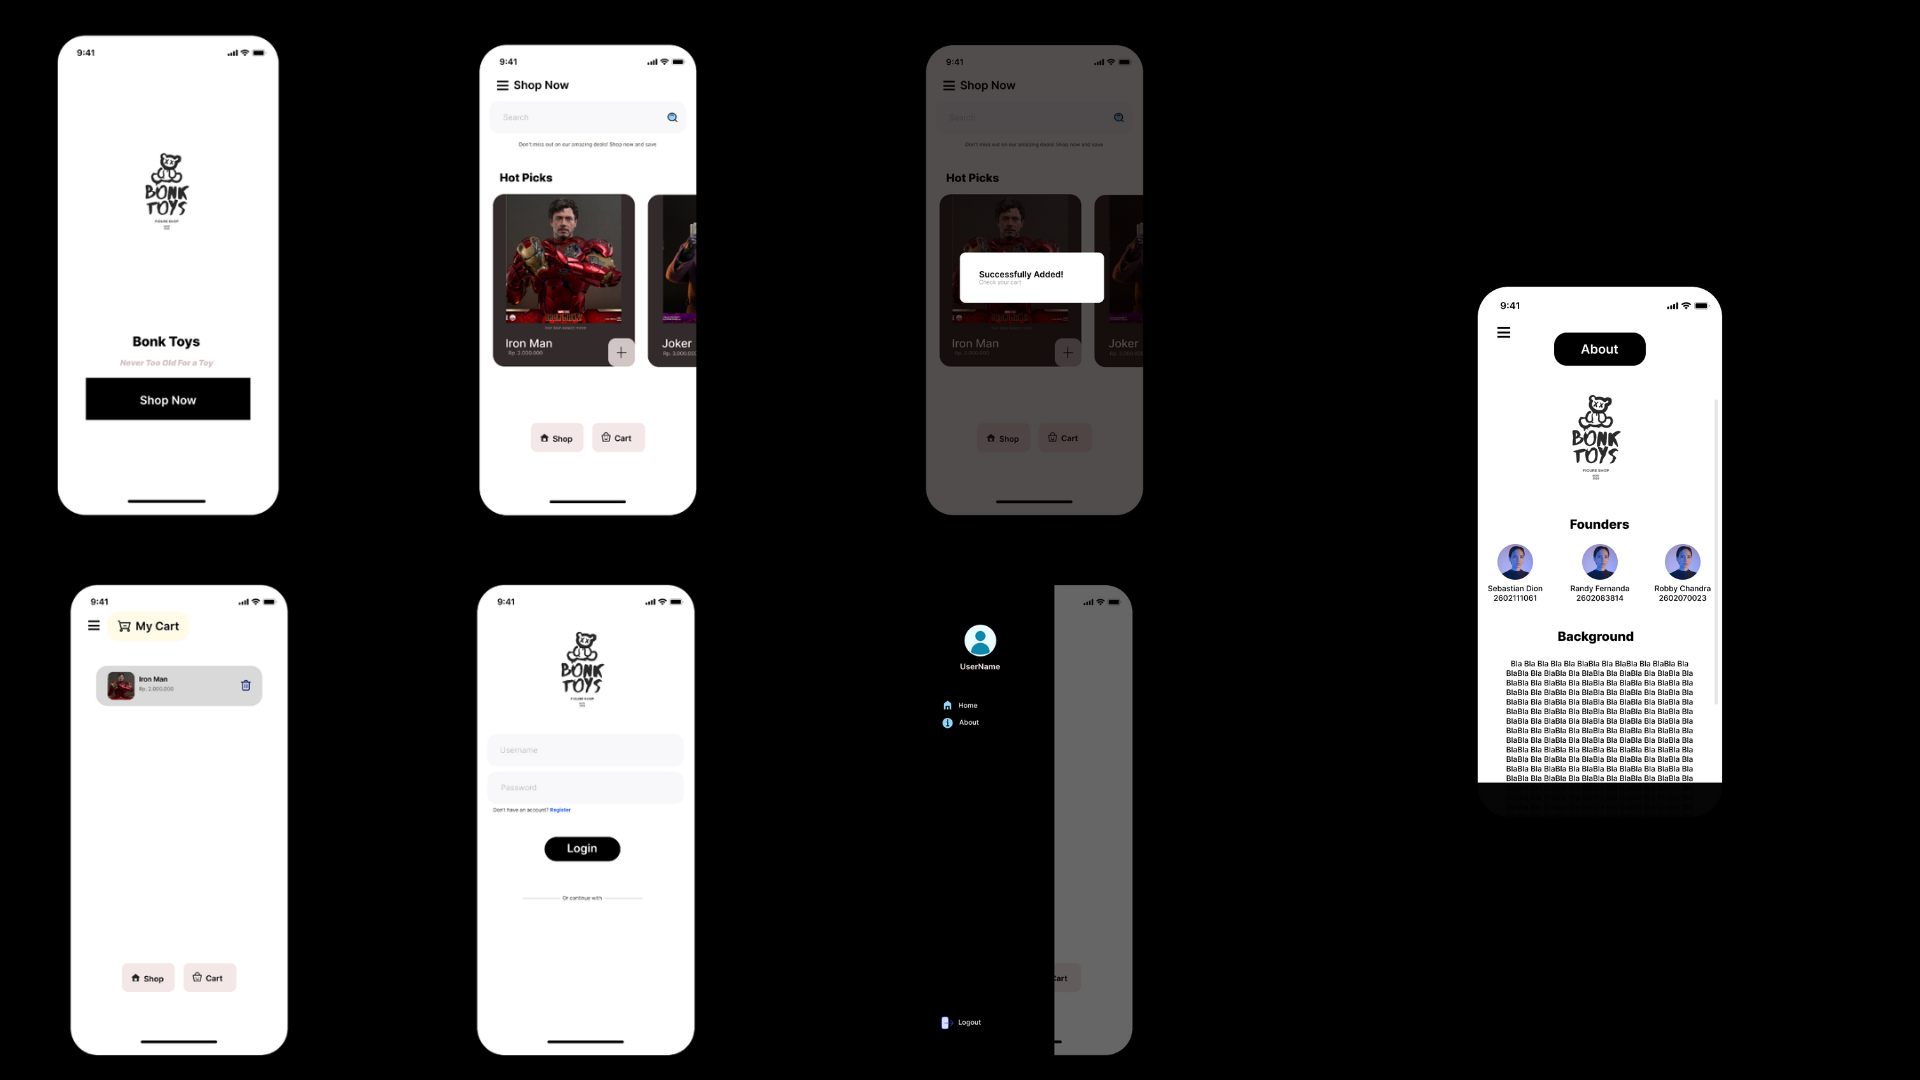 9:41
BONK
TOYS
FIGURE SHOP
Bonk Toys
Never Too Old For a Toy
Shop Now
9:41
Shop Now
Search
Don't miss out on our amazing deals! Shop now and save
Hot Picks
Iron Man
Rp. 2.000.000
+
Joker
Rp. 3.000.000
Shop
Cart
9:41
Shop Now
Search
Don't miss out on our amazing deals! Shop now and save
Hot Picks
Successfully Added!
Check your cart
Iron Man
Rp. 2.000.000
+
Joker
Rp. 3.000.000
Shop
Cart
9:41
About
BONK
TOYS
FIGURE SHOP
Founders
Sebastian Dion
2602111061
Randy Fernanda
2602083814
Robby Chandra
2602070023
Background
Bla Bla Bla Bla Bla BlaBla Bla BlaBla Bla BlaBla Bla
BlaBla Bla BlaBla Bla BlaBla Bla BlaBla Bla BlaBla Bla
BlaBla Bla BlaBla Bla BlaBla Bla BlaBla Bla BlaBla Bla
BlaBla Bla BlaBla Bla BlaBla Bla BlaBla Bla BlaBla Bla
BlaBla Bla BlaBla Bla BlaBla Bla BlaBla Bla BlaBla Bla
BlaBla Bla BlaBla Bla BlaBla Bla BlaBla Bla BlaBla Bla
BlaBla Bla BlaBla Bla BlaBla Bla BlaBla Bla BlaBla Bla
BlaBla Bla BlaBla Bla BlaBla Bla BlaBla Bla BlaBla Bla
BlaBla Bla BlaBla Bla BlaBla Bla BlaBla Bla BlaBla Bla
BlaBla Bla BlaBla Bla BlaBla Bla BlaBla Bla BlaBla Bla
BlaBla Bla BlaBla Bla BlaBla Bla BlaBla Bla BlaBla Bla
BlaBla Bla BlaBla Bla BlaBla Bla BlaBla Bla BlaBla Bla
BlaBla Bla BlaBla Bla BlaBla Bla BlaBla Bla BlaBla Bla
9:41
My Cart
Iron Man
Rp. 2.000.000
Shop
Cart
9:41
BONK
TOYS
FIGURE SHOP
Username
Password
Don't have an account? Register
Login
Or continue with
UserName
Home
About
Cart
Logout